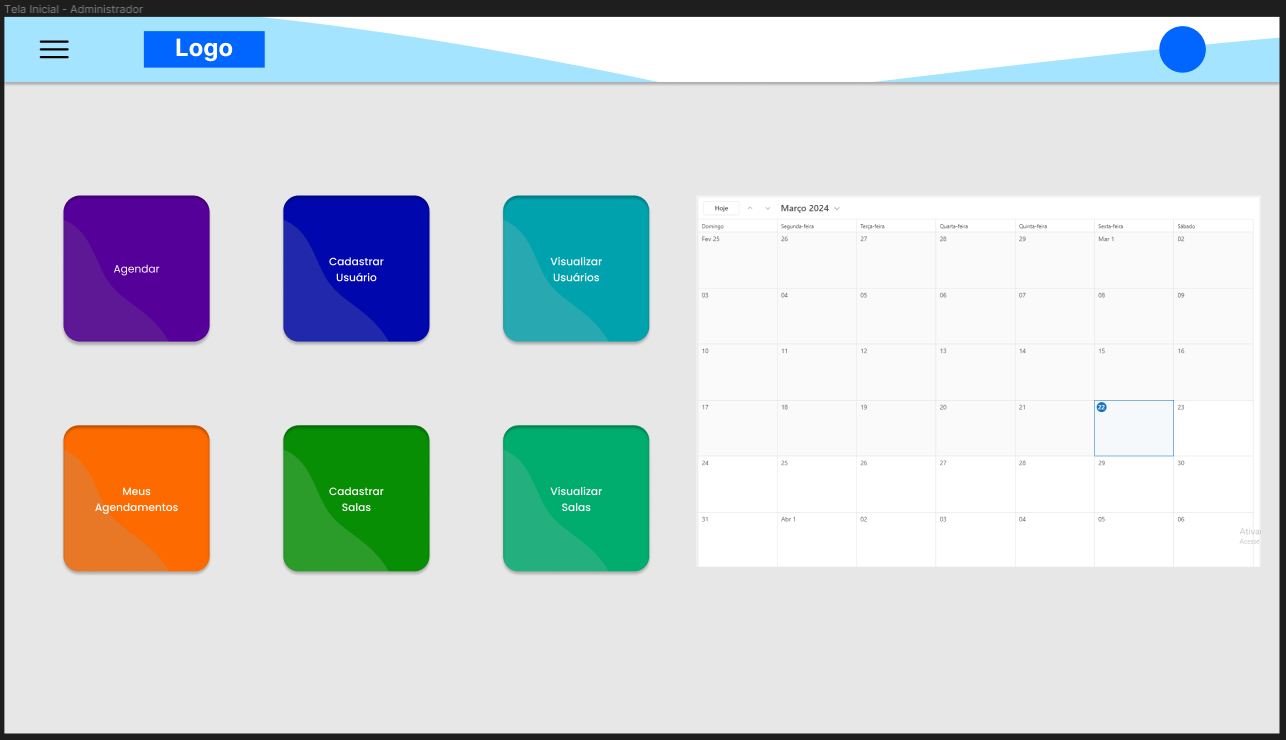 Tela Inicial - Administrador
Logo
Agendar
Cadastrar
Usuário
Visualizar
Usuários
Meus
Agendamentos
Cadastrar
Salas
Visualizar
Salas
Hoje Março 2024
Domingo Segunda-feira Terça-feira Quarta-feira Quinta-feira Sexta-feira Sábado
Fev 25 26 27 28 29 Mar 1 02
03 04 05 06 07 08 09
10 11 12 13 14 15 16
17 18 19 20 21 22 23
24 25 26 27 28 29 30
31 Abr 1 02 03 04 05 06
Ativa
Acesse